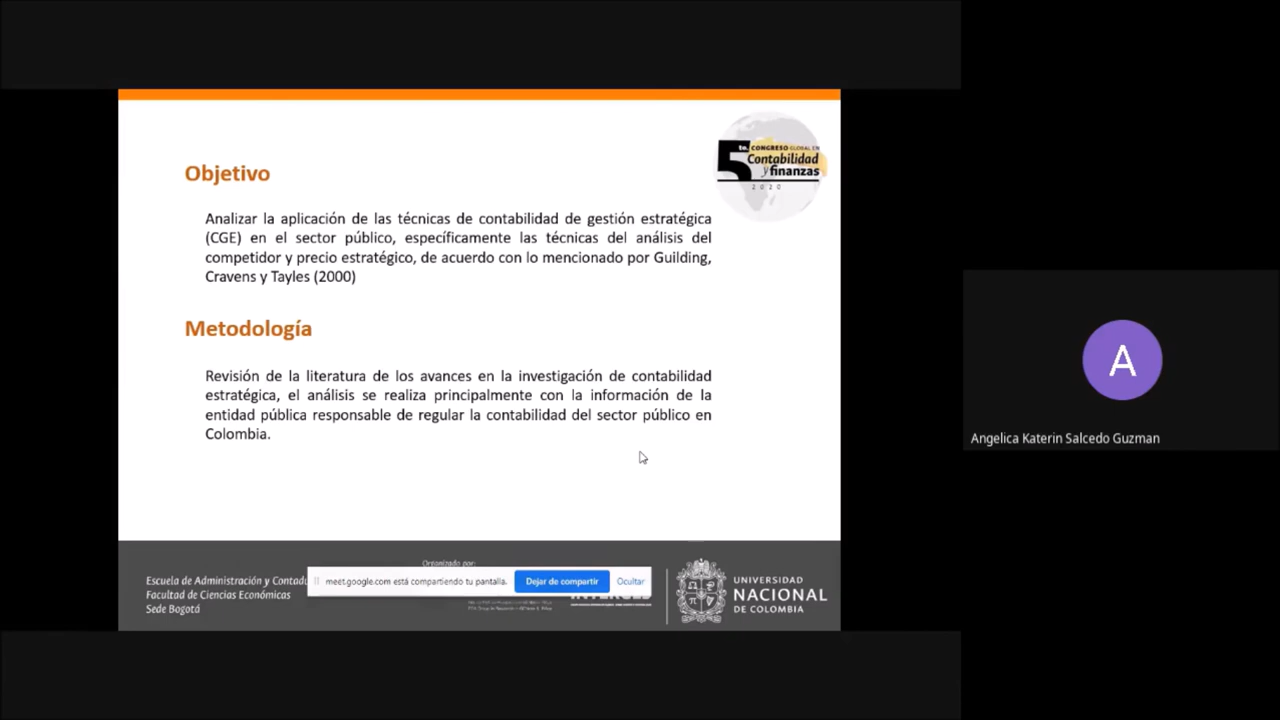 5to. CONGRESO GLOBAL EN
Contabilidad
y finanzas
2020
Objetivo
Analizar la aplicación de las técnicas de contabilidad de gestión estratégica
(CGE) en el sector público, específicamente las técnicas del análisis del
competidor y precio estratégico, de acuerdo con lo mencionado por Guilding,
Cravens y Tayles (2000)
Metodología
Revisión de la literatura de los avances en la investigación de contabilidad
estratégica, el análisis se realiza principalmente con la información de la
entidad pública responsable de regular la contabilidad del sector público en
Colombia.
A
Angelica Katerin Salcedo Guzman
Organizado por:
Escuela de Administración y Contadu
Facultad de Ciencias Económicas
Sede Bogotá
meet.google.com está compartiendo tu pantalla.
Dejar de compartir
Ocultar
UNIVERSIDAD
NACIONAL
DE COLOMBIA